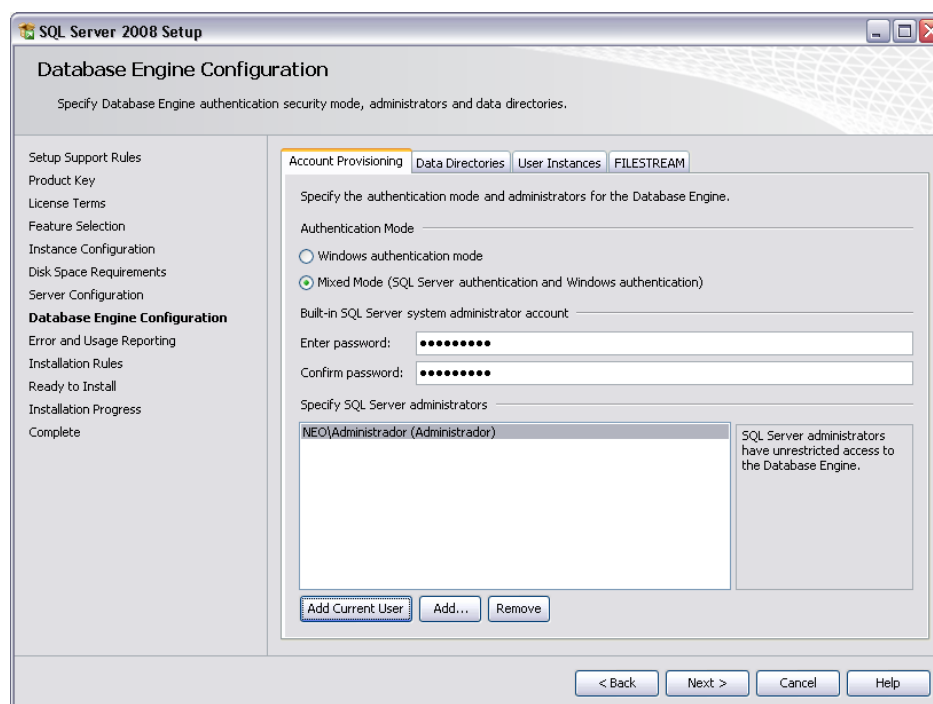 SQL Server 2008 Setup
Database Engine Configuration
Specify Database Engine authentication security mode, administrators and data directories.
Setup Support Rules
Product Key
License Terms
Feature Selection
Instance Configuration
Disk Space Requirements
Server Configuration
Database Engine Configuration
Error and Usage Reporting
Installation Rules
Ready to Install
Installation Progress
Complete
Account Provisioning Data Directories User Instances FILESTREAM
Specify the authentication mode and administrators for the Database Engine.
Authentication Mode
Windows authentication mode
Mixed Mode (SQL Server authentication and Windows authentication)
Built-in SQL Server system administrator account
Enter password: ●●●●●●●●●
Confirm password: ●●●●●●●●●
Specify SQL Server administrators
NEO\Administrador (Administrador)
SQL Server administrators
have unrestricted access to
the Database Engine.
Add Current User Add... Remove
< Back Next > Cancel Help